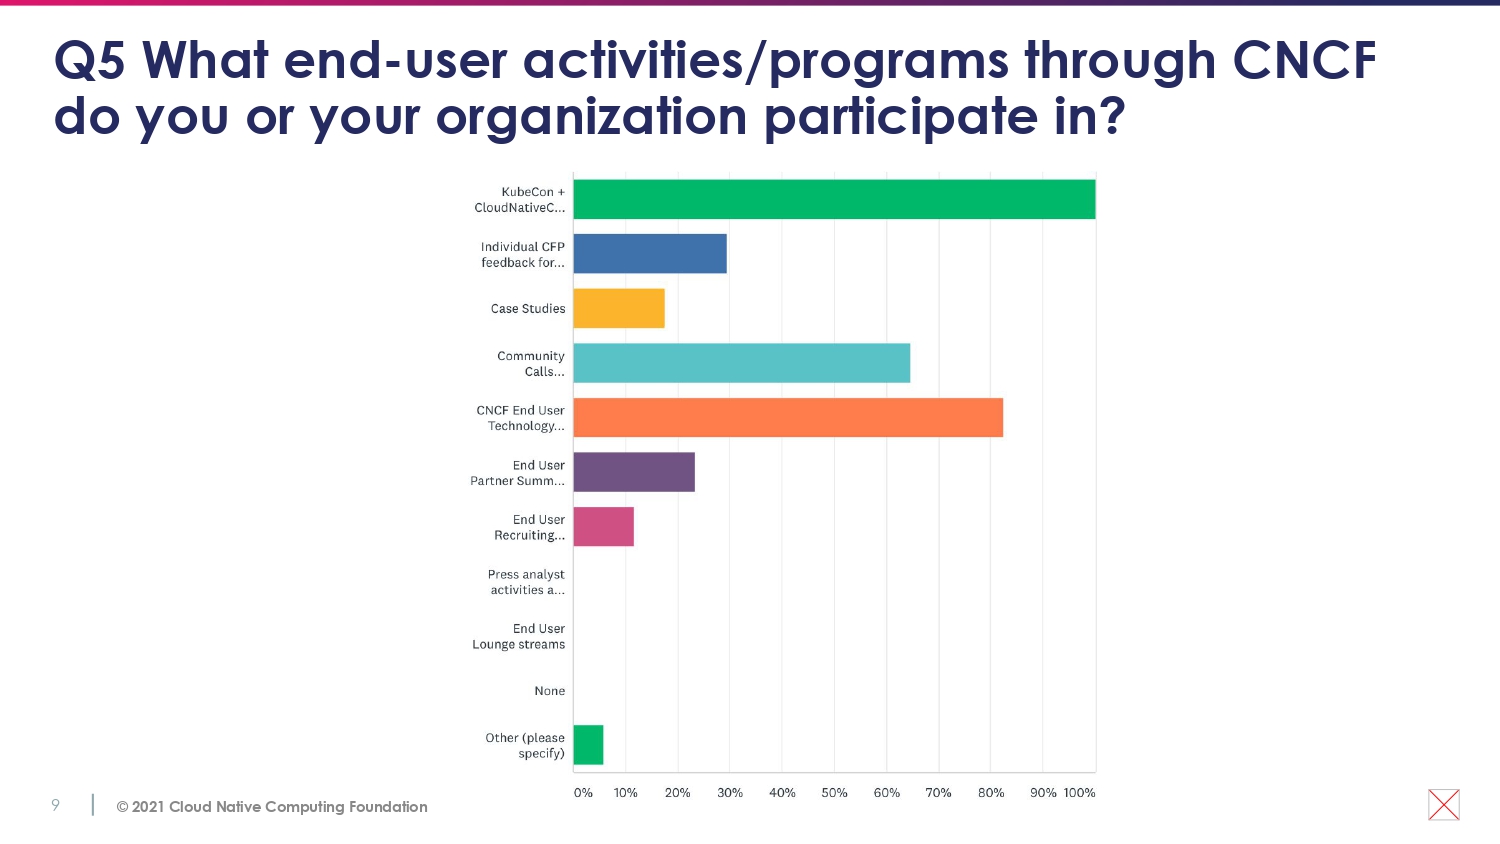 Q5 What end-user activities/programs through CNCF
do you or your organization participate in?
KubeCon +
CloudNativeC...
Individual CFP
feedback for...
Case Studies
Community
Calls...
CNCF End User
Technology...
End User
Partner Summ...
End User
Recruiting...
Press analyst
activities a...
End User
Lounge streams
None
Other (please
specify)
0% 10% 20% 30% 40% 50% 60% 70% 80% 90% 100%
9 © 2021 Cloud Native Computing Foundation